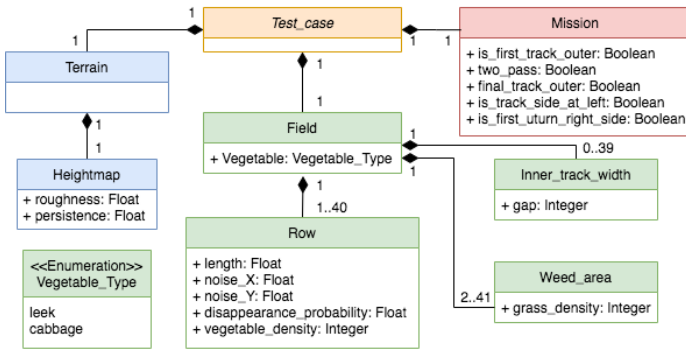 Test_case
1
1
1
1
1
1
1
1
Terrain
Mission
+ is_first_track_outer: Boolean
+ two_pass: Boolean
+ final_track_outer: Boolean
+ is_track_side_at_left: Boolean
+ is_first_uturn_right_side: Boolean
Field
+ Vegetable: Vegetable_Type
1
1
1
0..39
Heightmap
+ roughness: Float
+ persistence: Float
1..40
Inner_track_width
+ gap: Integer
Row
+ length: Float
+ noise_X: Float
+ noise_Y: Float
+ disappearance_probability: Float
+ vegetable_density: Integer
<<Enumeration>>
Vegetable_Type
leek
cabbage
2..41
Weed_area
+ grass_density: Integer